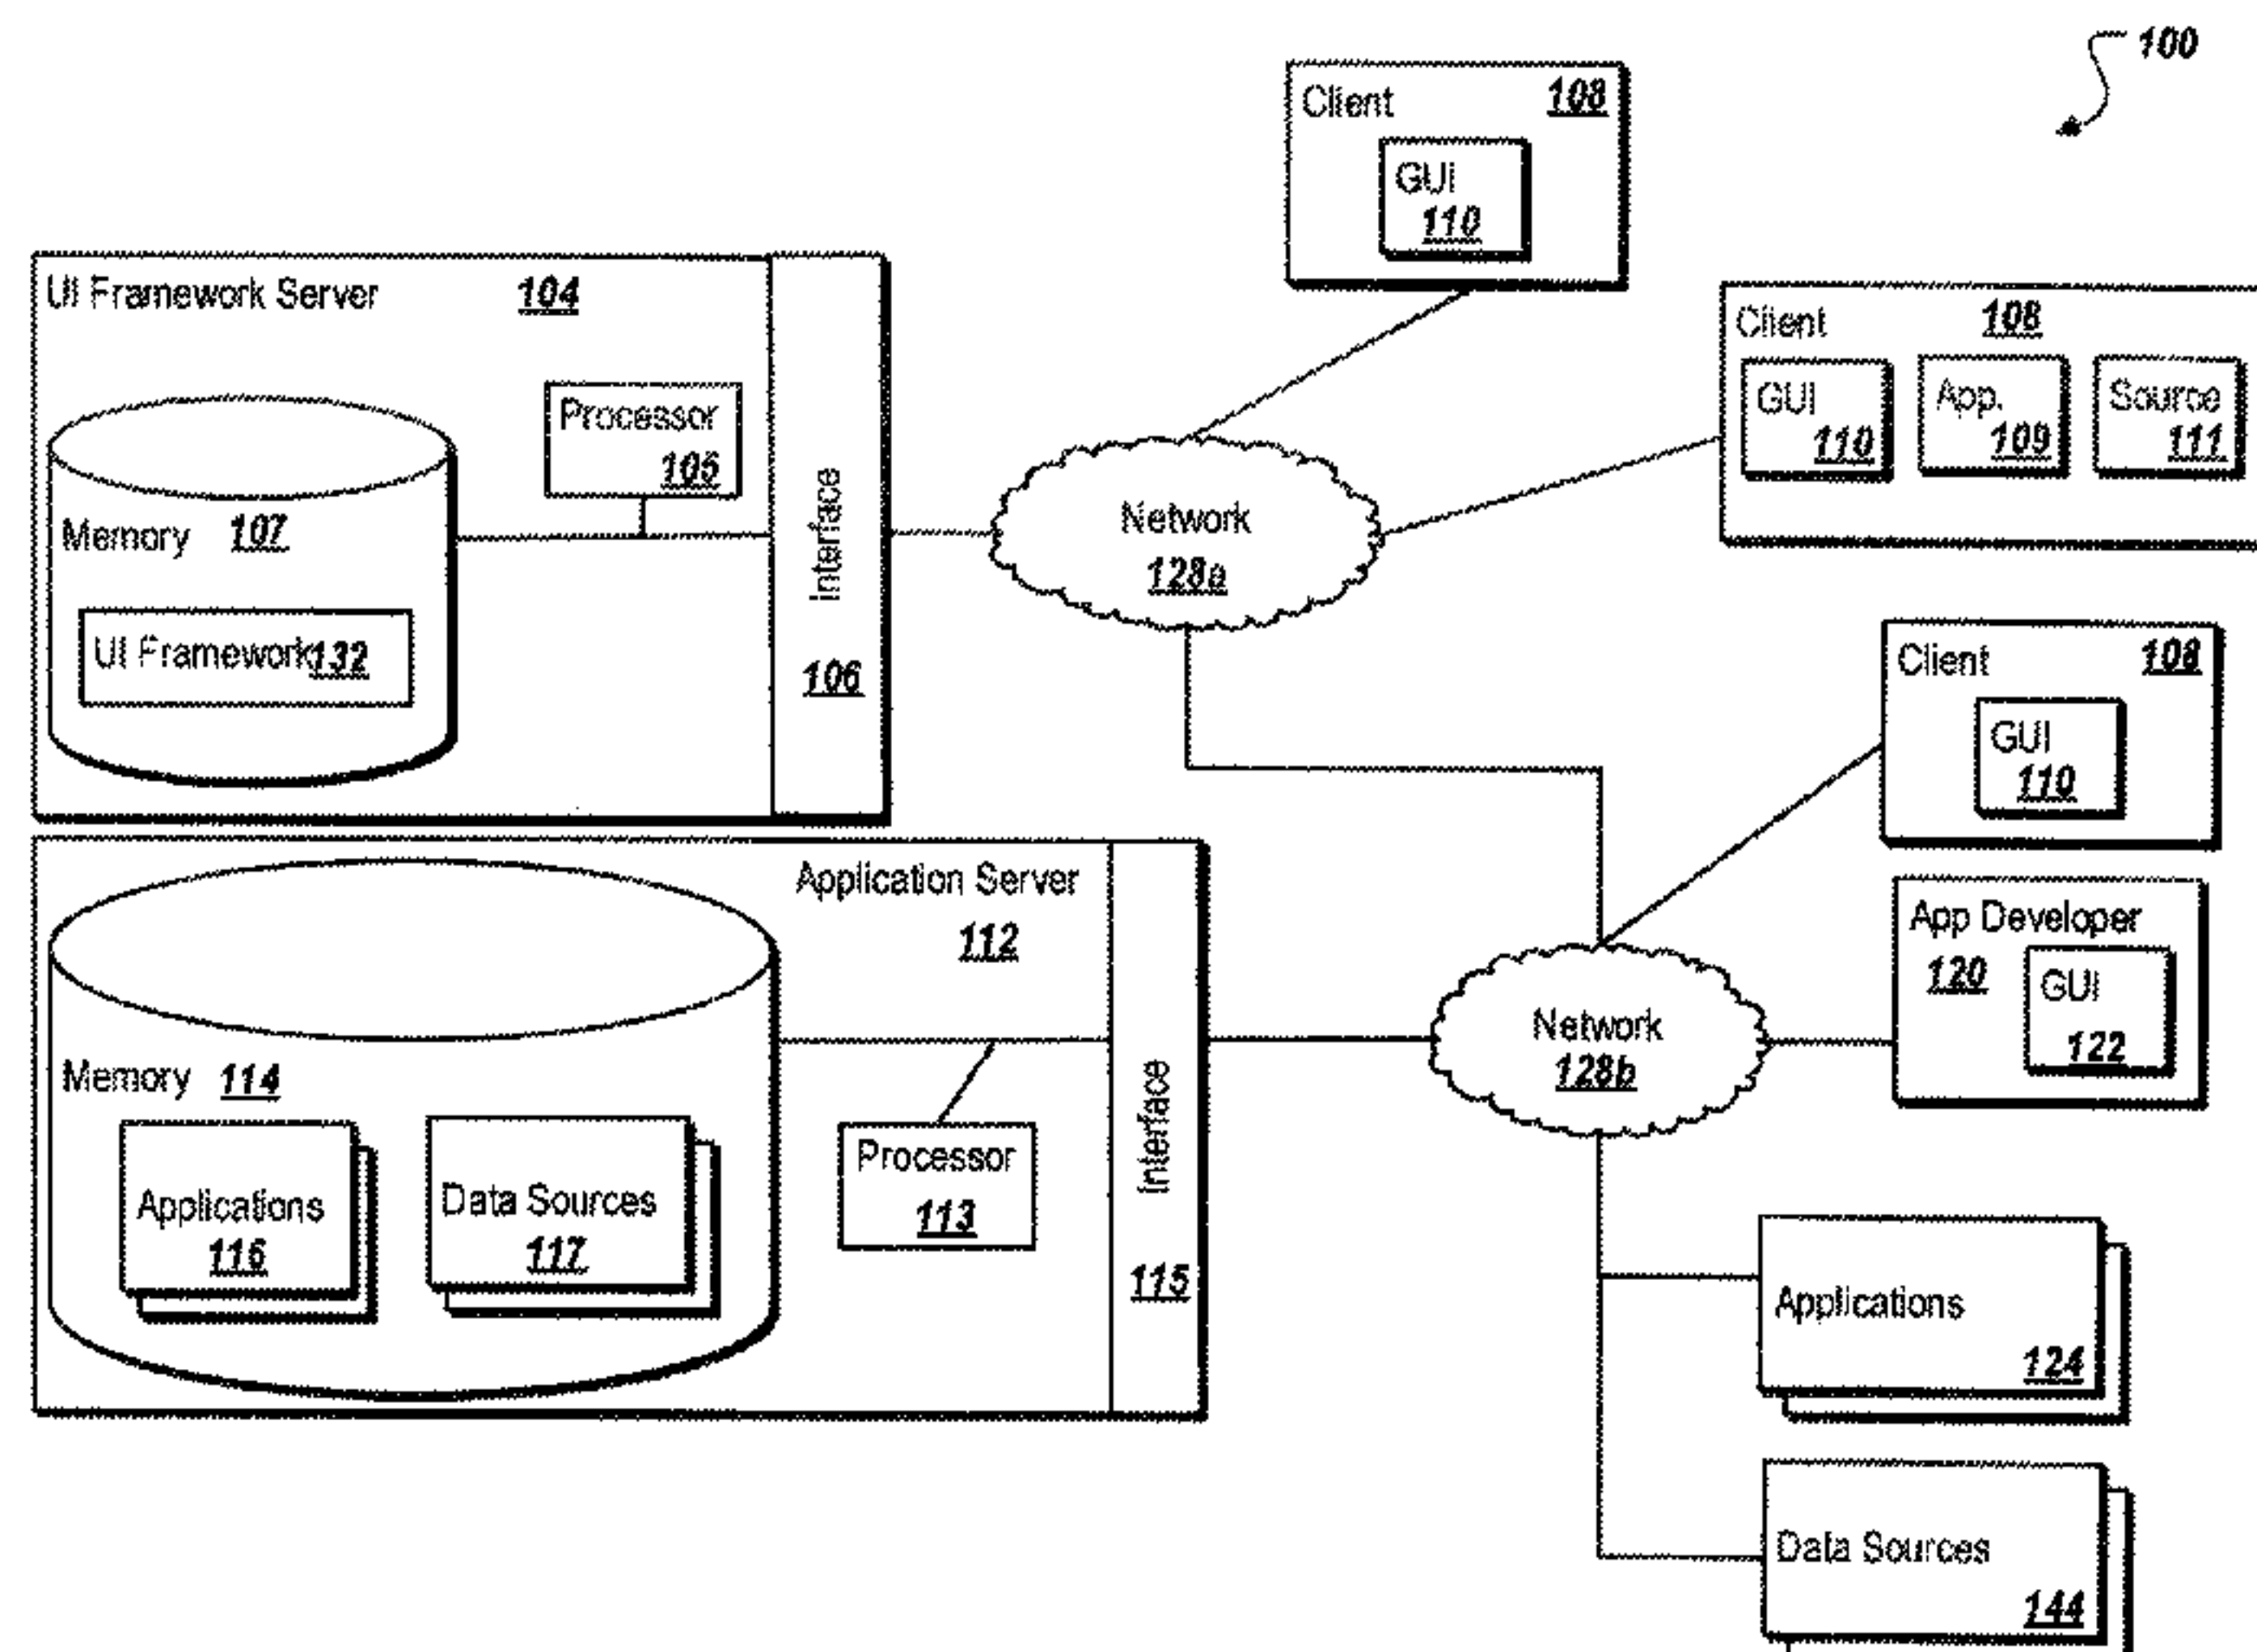 100
Client 108
GUI
110
UI Framework Server 104
Processor
105
Memory 107
UI Framework 132
Interface
106
Network
128a
Client 108
GUI
110
App.
109
Source
111
Client 108
GUI
110
Application Server
112
Memory 114
Applications
116
Data Sources
117
Processor
113
Interface
115
Network
128b
App Developer
120
GUI
122
Applications
124
Data Sources
144